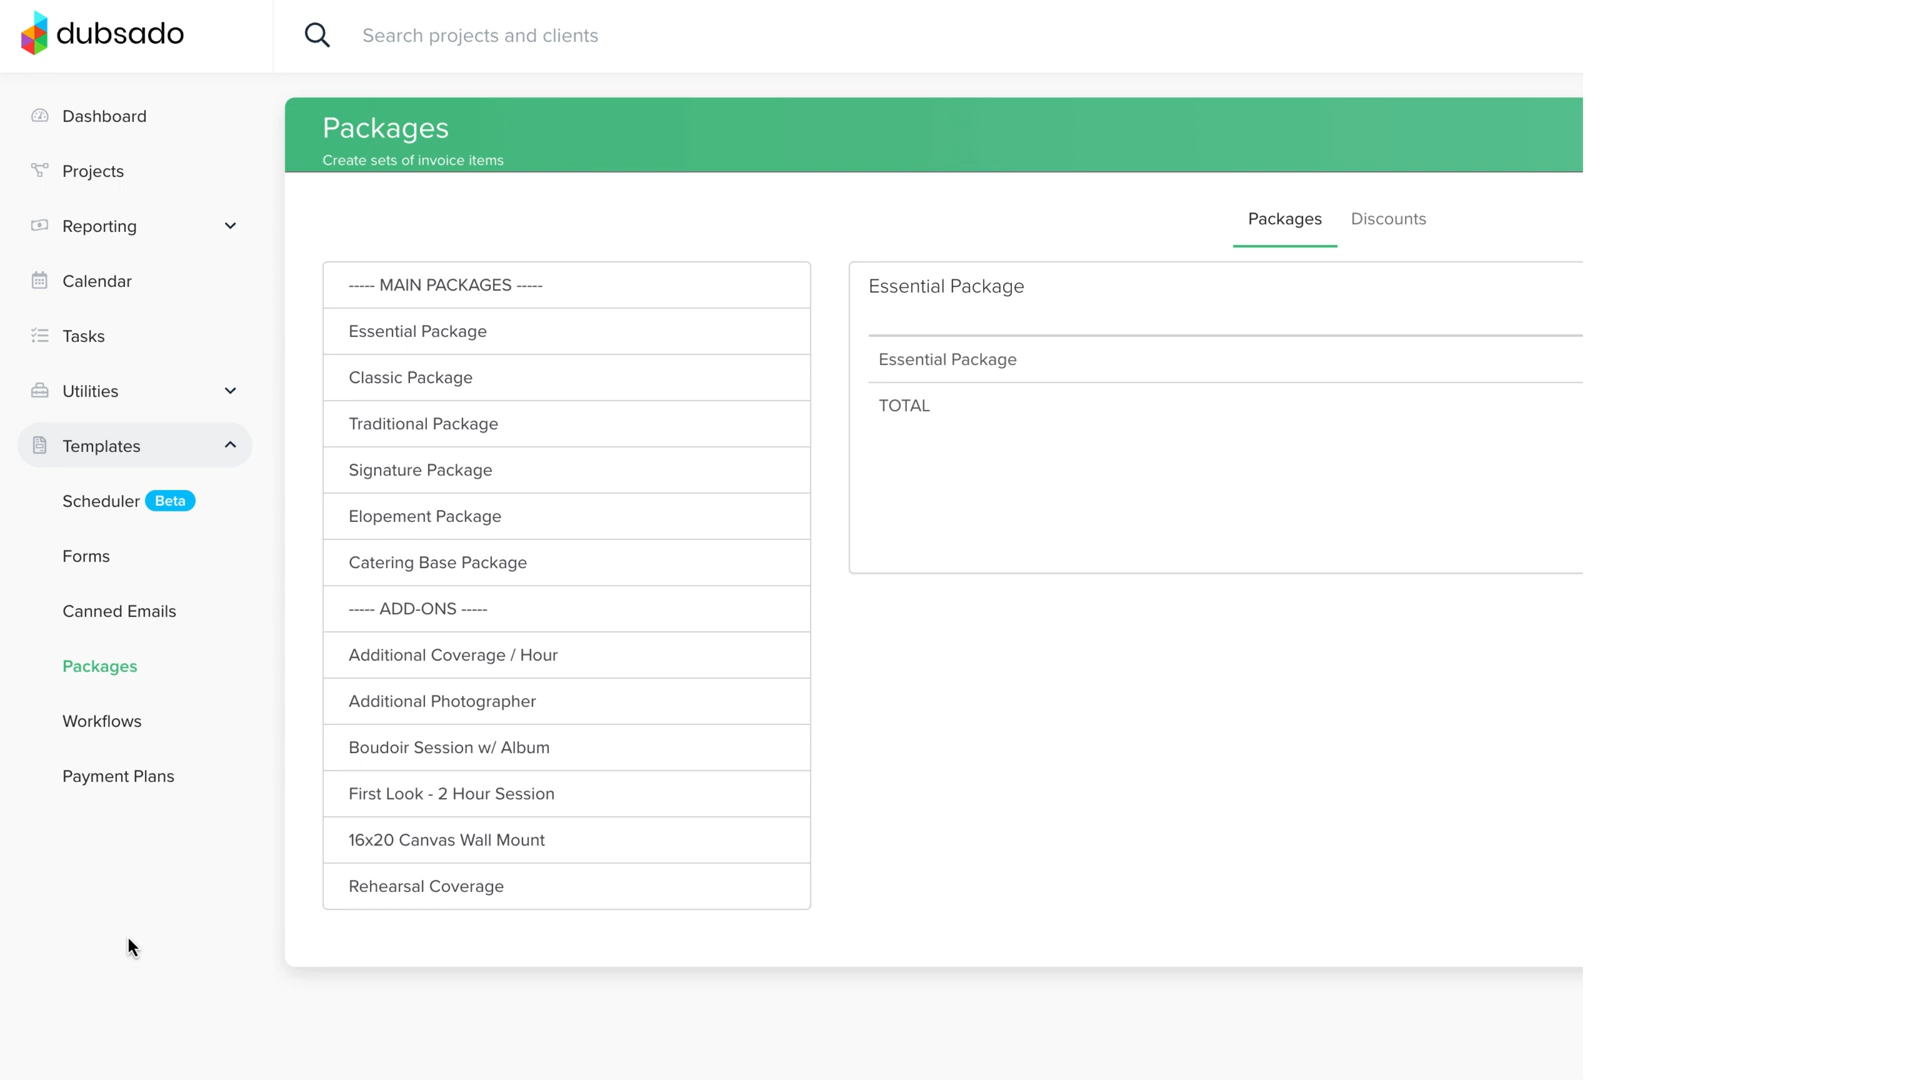 dubsado
Search projects and clients
Dashboard
Projects
Reporting
Calendar
Tasks
Utilities
Templates
Scheduler Beta
Forms
Canned Emails
Packages
Workflows
Payment Plans
Packages
Create sets of invoice items
Packages
Discounts
----- MAIN PACKAGES -----
Essential Package
Classic Package
Traditional Package
Signature Package
Elopement Package
Catering Base Package
----- ADD-ONS -----
Additional Coverage / Hour
Additional Photographer
Boudoir Session w/ Album
First Look - 2 Hour Session
16x20 Canvas Wall Mount
Rehearsal Coverage
Essential Package
Essential Package
TOTAL